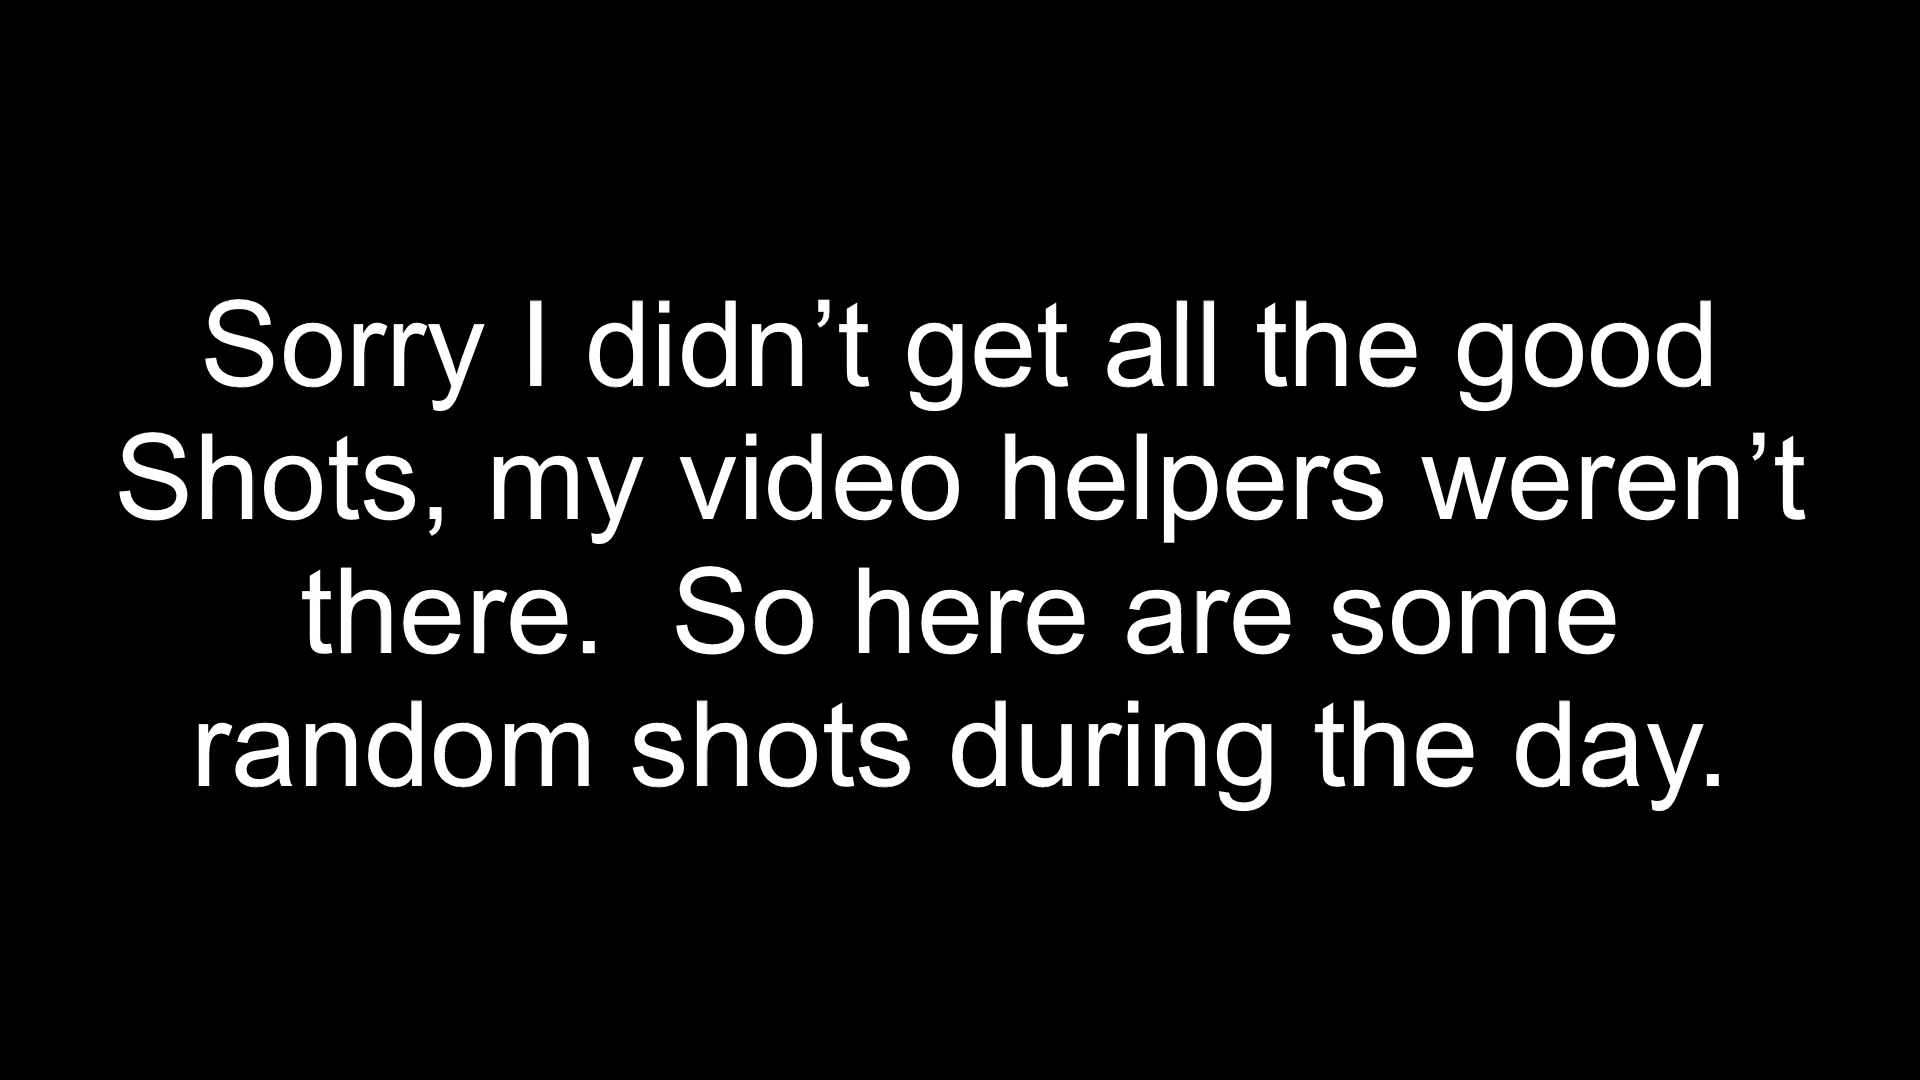 Sorry I didn’t get all the good
Shots, my video helpers weren’t
there.  So here are some
random shots during the day.